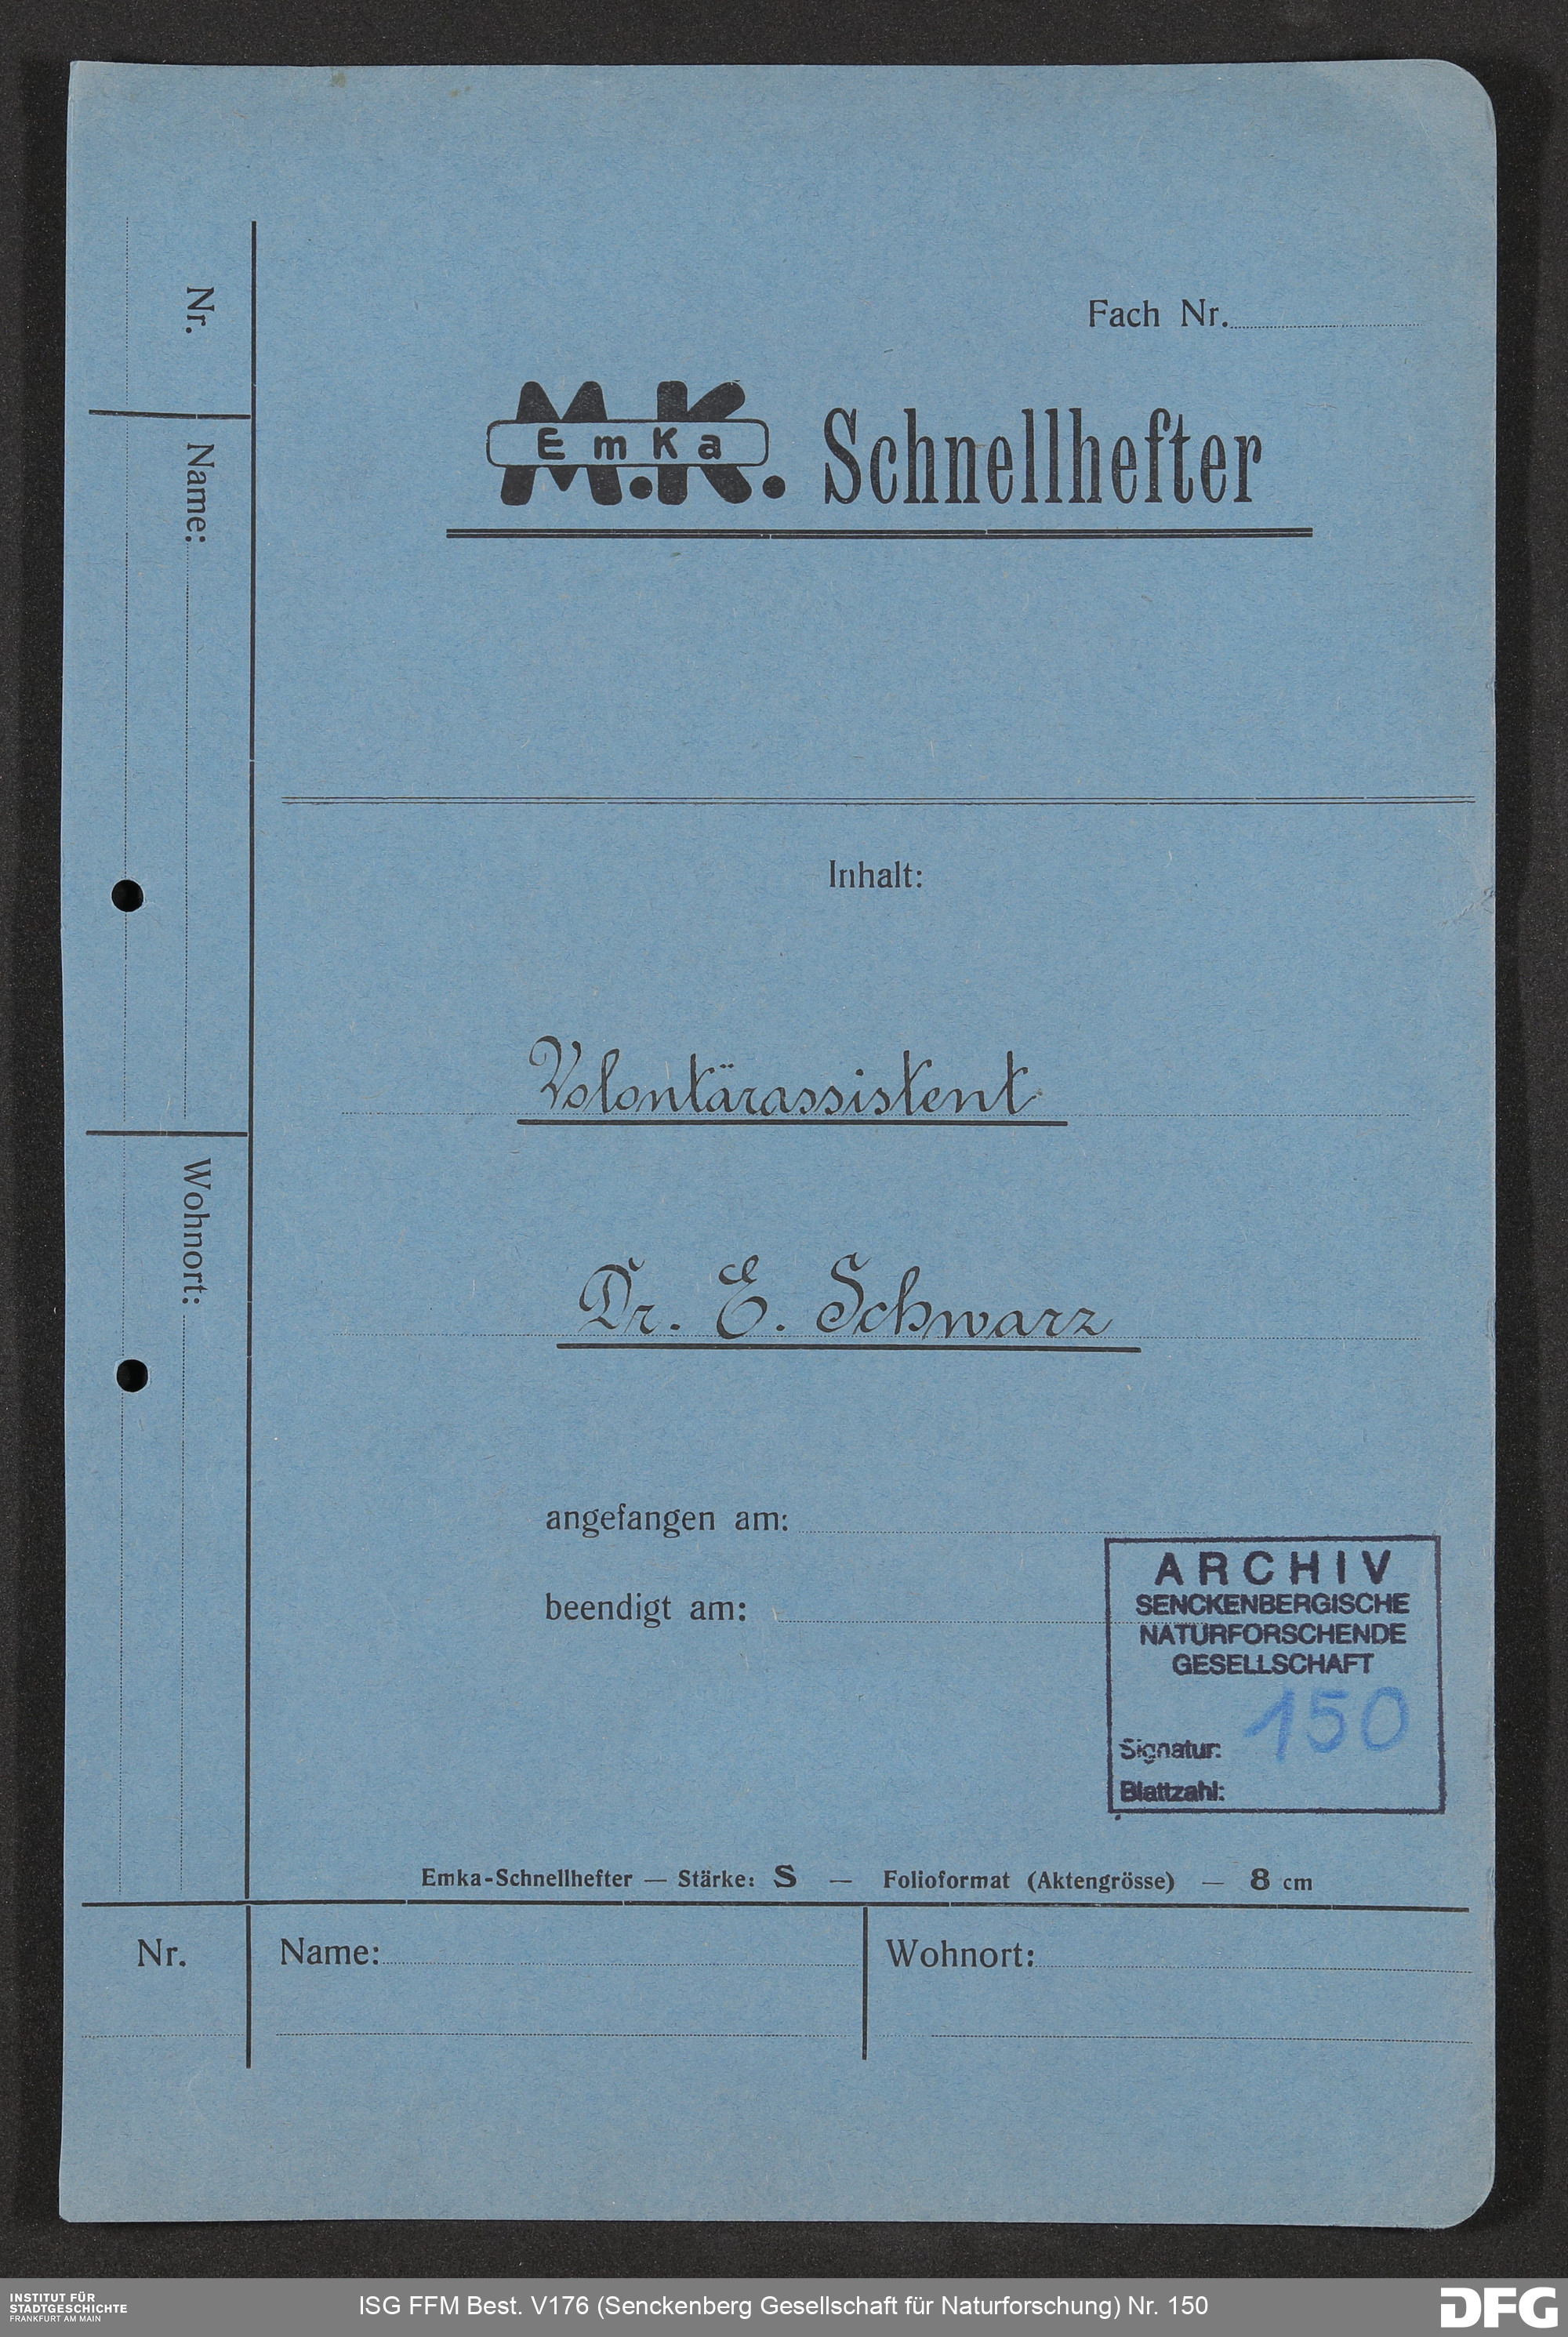 Fach Nr.
M.K.
EmKa
Schnellhefter
Nr.
Name:
Wohnort:
Inhalt:
Volontärassistent
Dr. E. Schwarz
angefangen am:
beendigt am:
ARCHIV
SENCKENBERGISCHE
NATURFORSCHENDE
GESELLSCHAFT
Signatur: 150
Blattzahl:
Emka-Schnellhefter — Stärke: S — Folioformat (Aktengrösse) — 8 cm
Nr. Name: Wohnort:
INSTITUT FÜR
STADTGESCHICHTE
FRANKFURT AM MAIN
ISG FFM Best. V176 (Senckenberg Gesellschaft für Naturforschung) Nr. 150
DFG